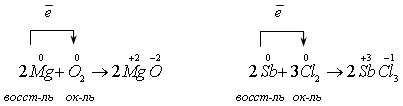 ē ē
0 0 +2 −2 0 0 +3 −1
2Mg+O₂→2MgO 2Sb+3Cl₂→2SbCl₃
восст-ль ок-ль восст-ль ок-ль